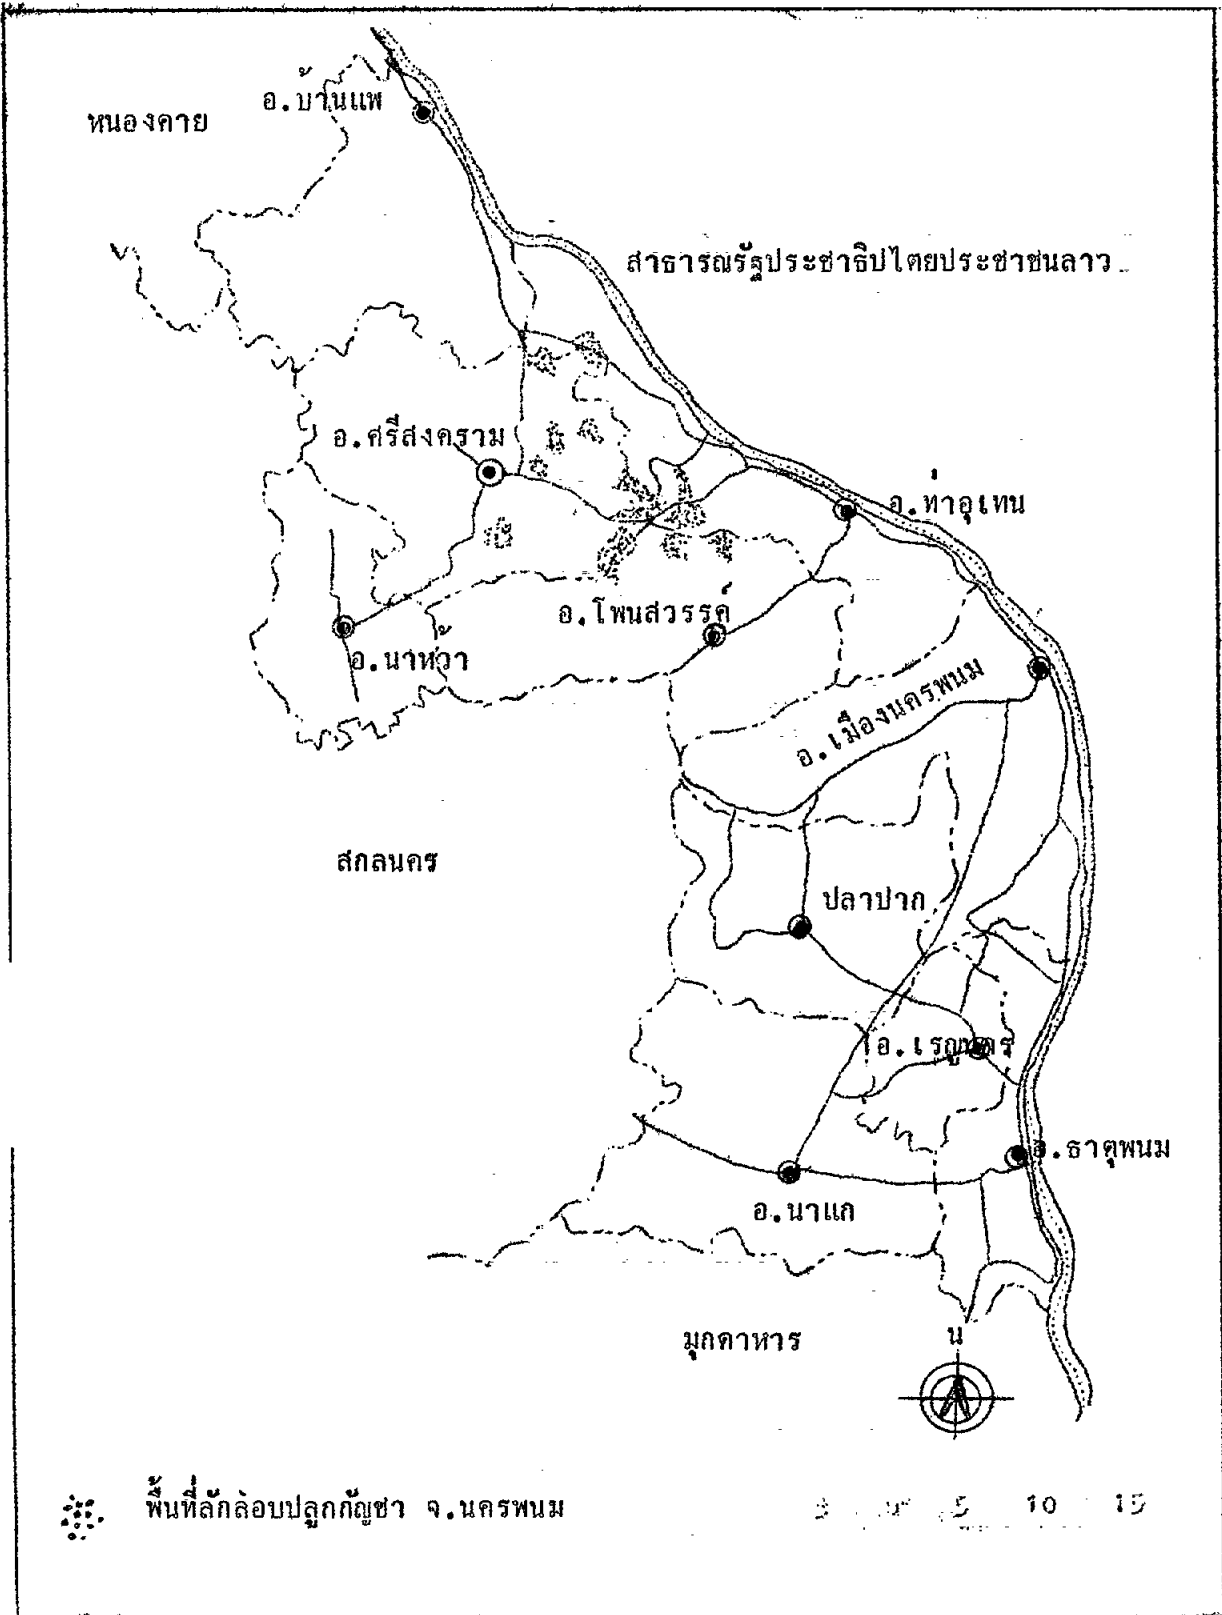 อ.บ้านแพ
หนองคาย
สาธารณรัฐประชาธิปไตยประชาชนลาว
อ.ศรีสงคราม
อ.ท่าอุเทน
อ.โพนสวรรค์
อ.นาหว้า
อ.เมืองนครพนม
สกลนคร
ปลาปาก
อ.เรณูนคร
อ.ธาตุพนม
อ.นาแก
มุกดาหาร
น
พื้นที่ลักลอบปลูกกัญชา จ.นครพนม
5 10 15